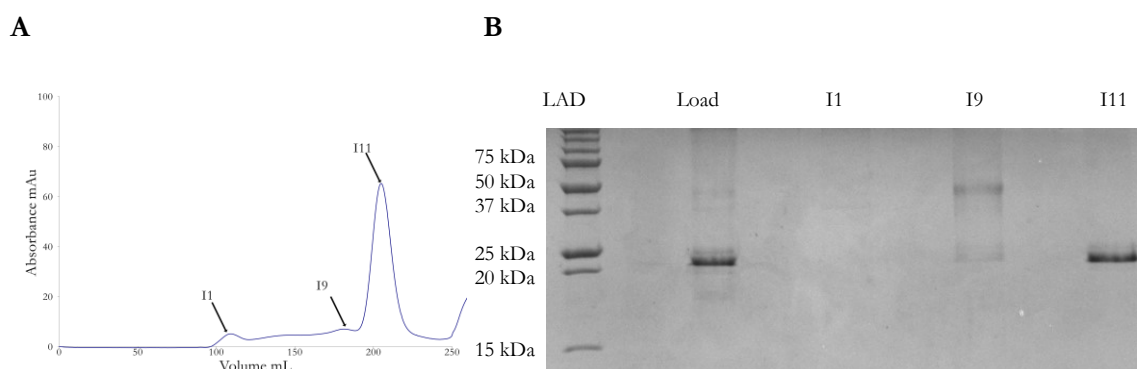 A
B
100
80
60
40
20
0
Absorbance mAu
0
50
100
150
200
250
Volume mL
I1
I9
I11
LAD
Load
I1
I9
I11
75 kDa
50 kDa
37 kDa
25 kDa
20 kDa
15 kDa